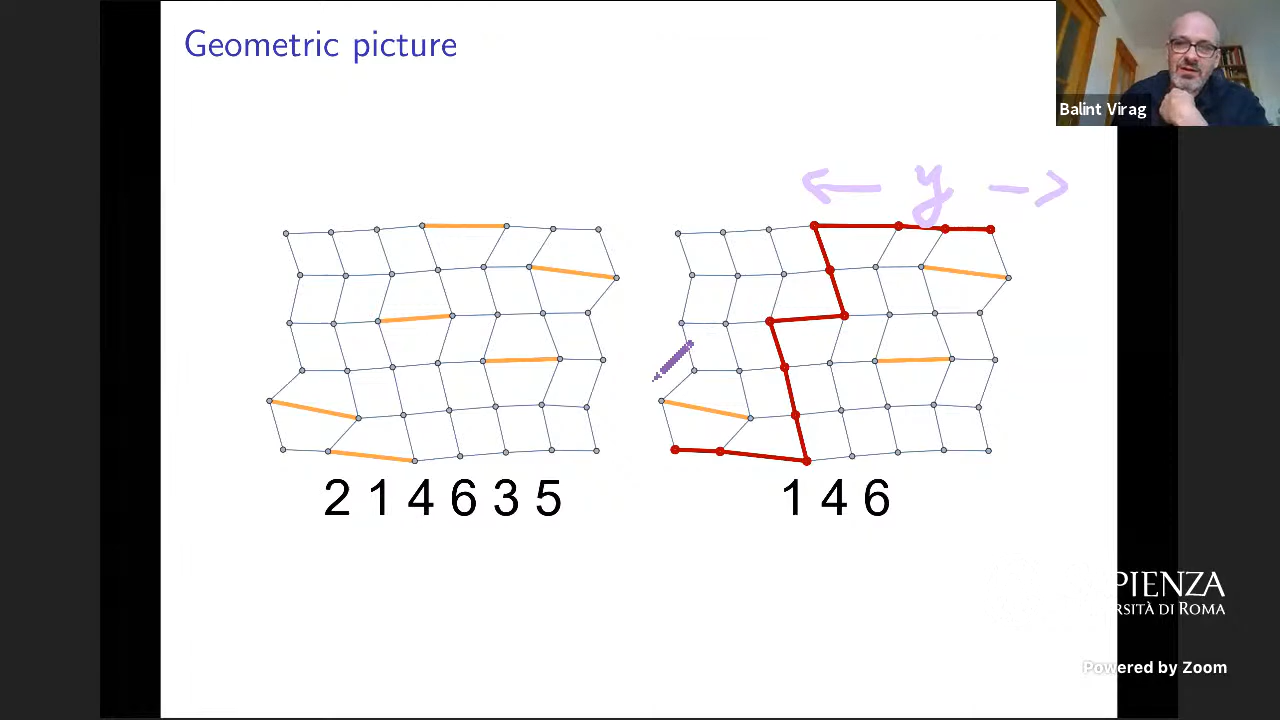 Geometric picture
Balint Virag
y
2 1 4 6 3 5
1 4 6
PIENZA
RSITÀ DI ROMA
Powered by Zoom